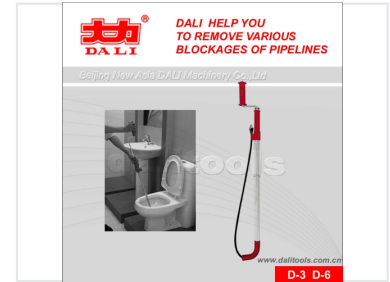 大力®
DALI
DALI HELP YOU
TO REMOVE VARIOUS
BLOCKAGES OF PIPELINES
Beijing New Asia DALI Machinery Co.,Ltd
tools
www.dalitools.com.cn
D-3 D-6